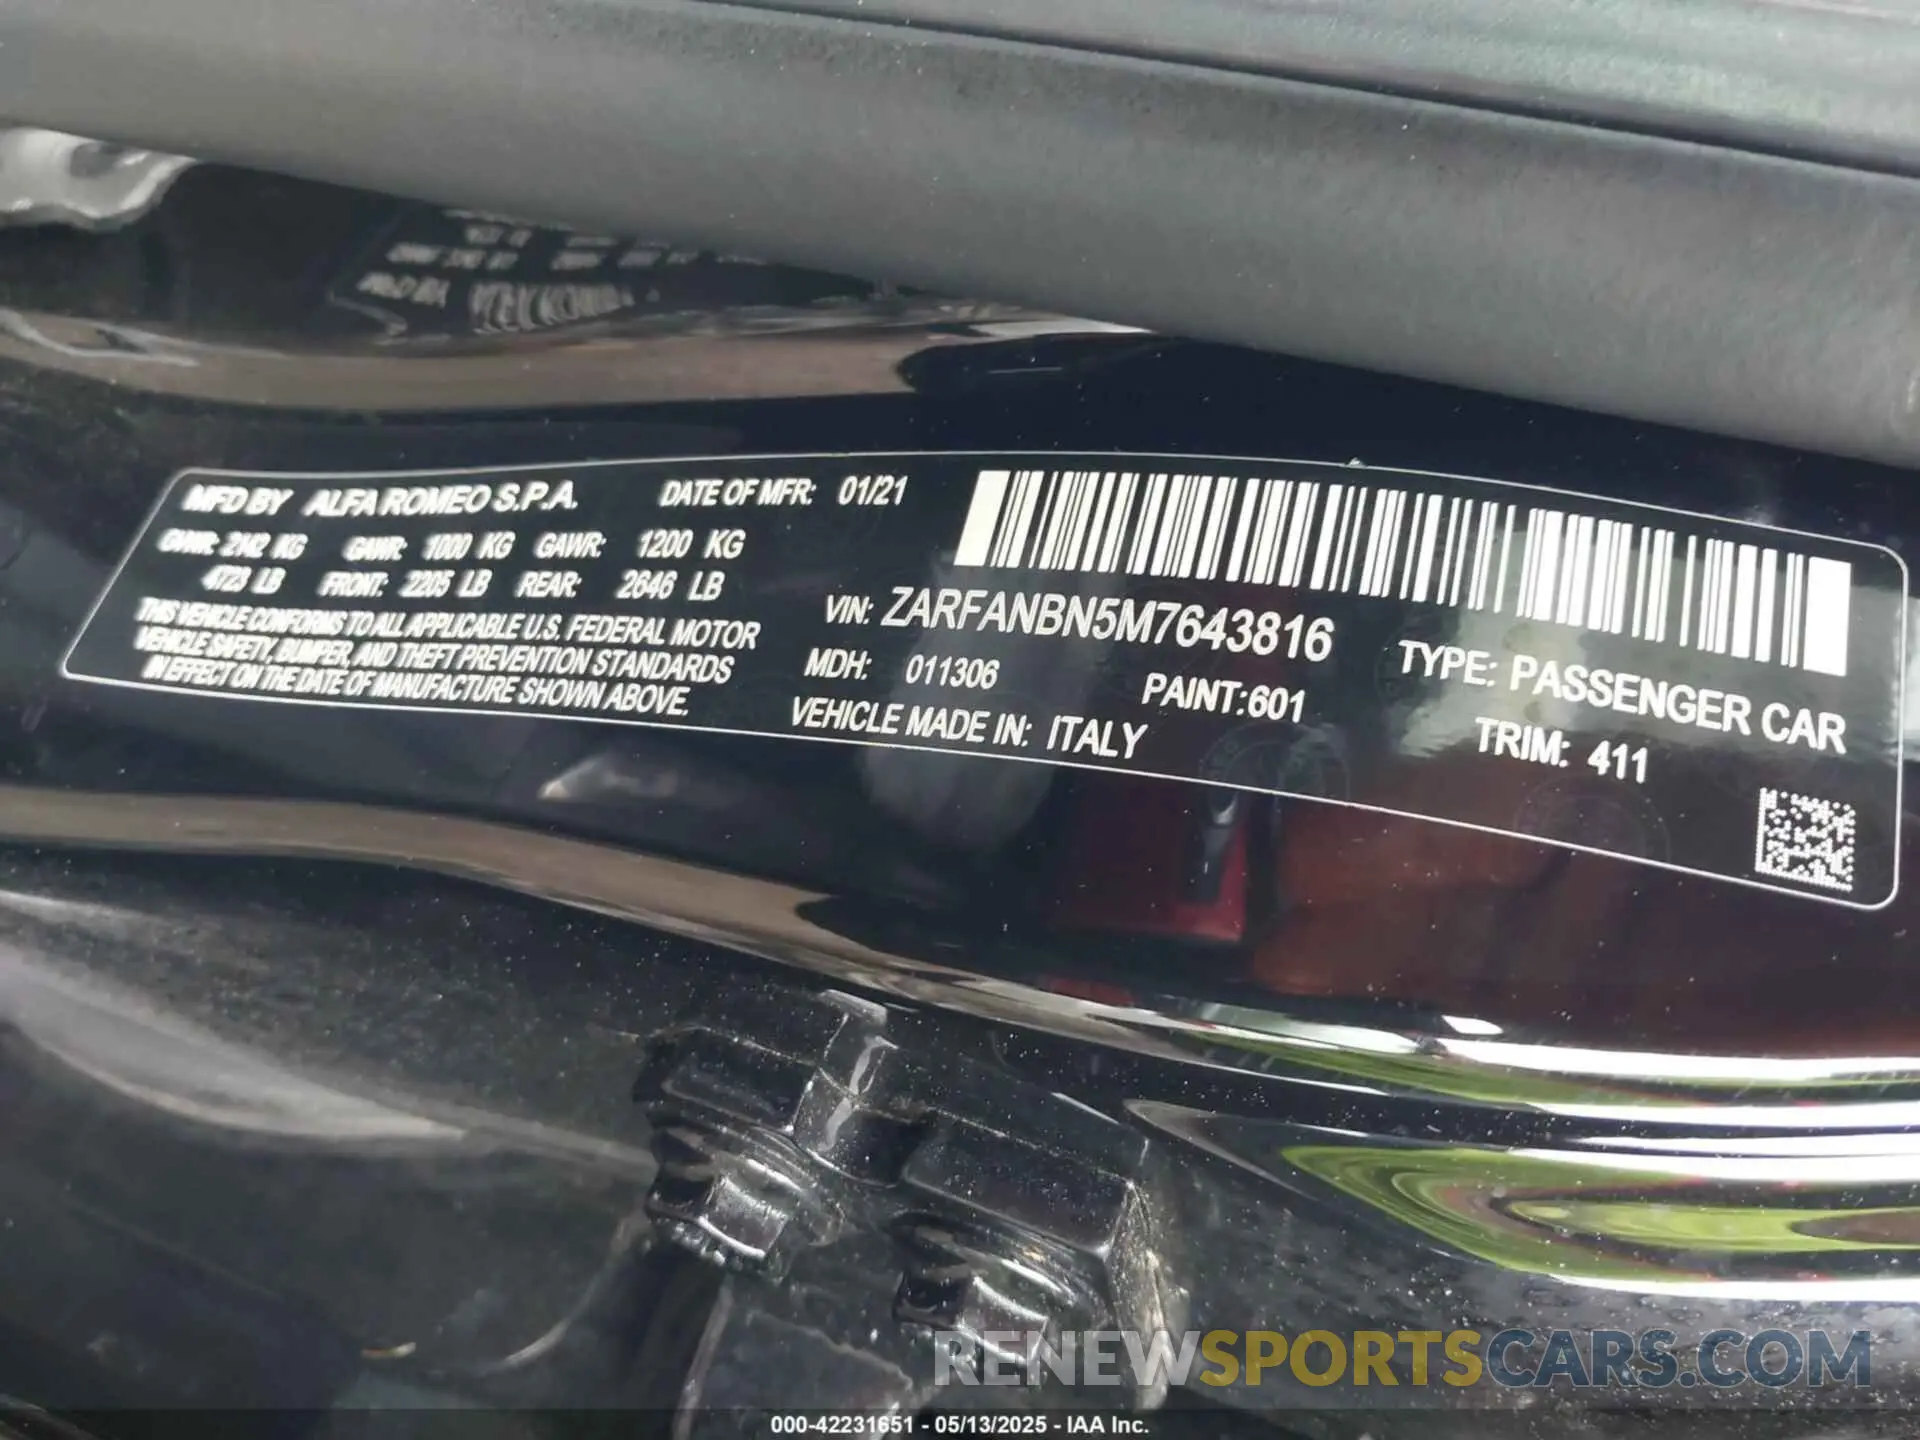 MFD BY ALFA ROMEO S.P.A. DATE OF MFR: 01/21
GVWR: 2142 KG GAWR: 1000 KG GAWR: 1200 KG
4723 LB FRONT: 2205 LB REAR: 2646 LB
THIS VEHICLE CONFORMS TO ALL APPLICABLE U.S. FEDERAL MOTOR
VEHICLE SAFETY, BUMPER, AND THEFT PREVENTION STANDARDS
IN EFFECT ON THE DATE OF MANUFACTURE SHOWN ABOVE.
VIN: ZARFANBN5M7643816 TYPE: PASSENGER CAR
MDH: 011306 PAINT:601 TRIM: 411
VEHICLE MADE IN: ITALY
RENEWSPORTSCARS.COM
000-42231651 - 05/13/2025 - IAA Inc.